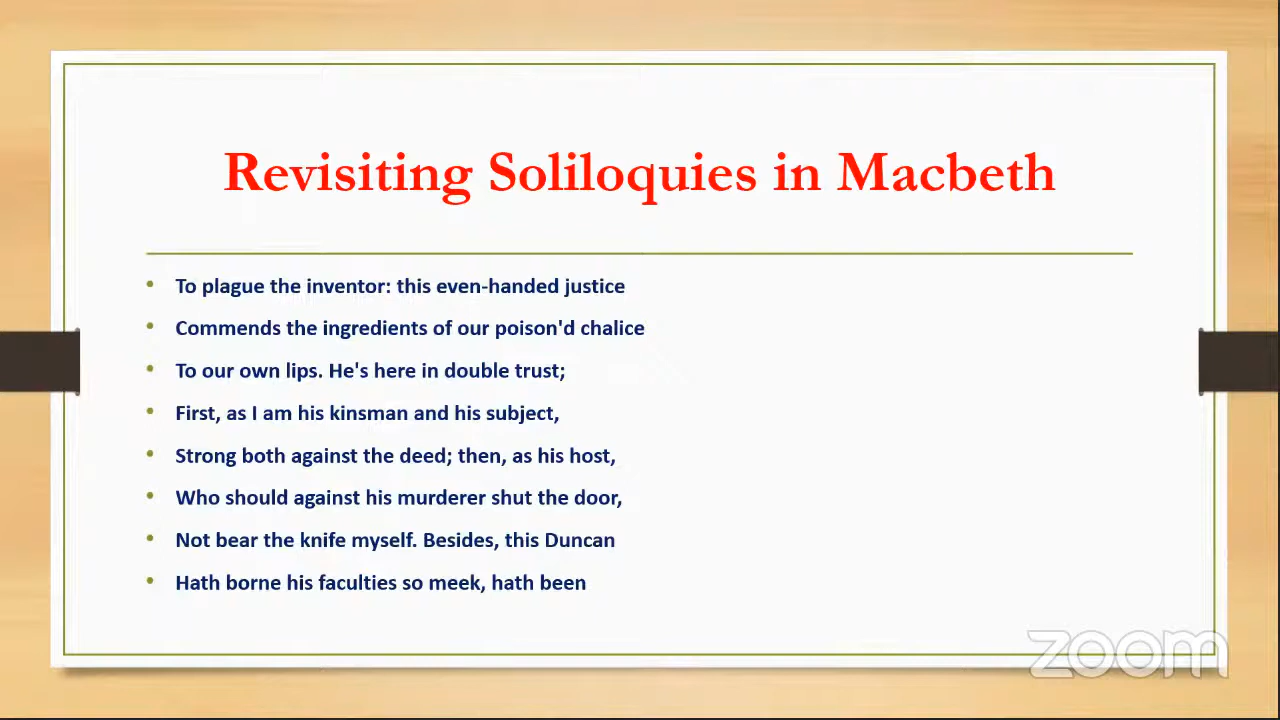 Revisiting Soliloquies in Macbeth
• To plague the inventor: this even-handed justice
• Commends the ingredients of our poison'd chalice
• To our own lips. He's here in double trust;
• First, as I am his kinsman and his subject,
• Strong both against the deed; then, as his host,
• Who should against his murderer shut the door,
• Not bear the knife myself. Besides, this Duncan
• Hath borne his faculties so meek, hath been
zoom